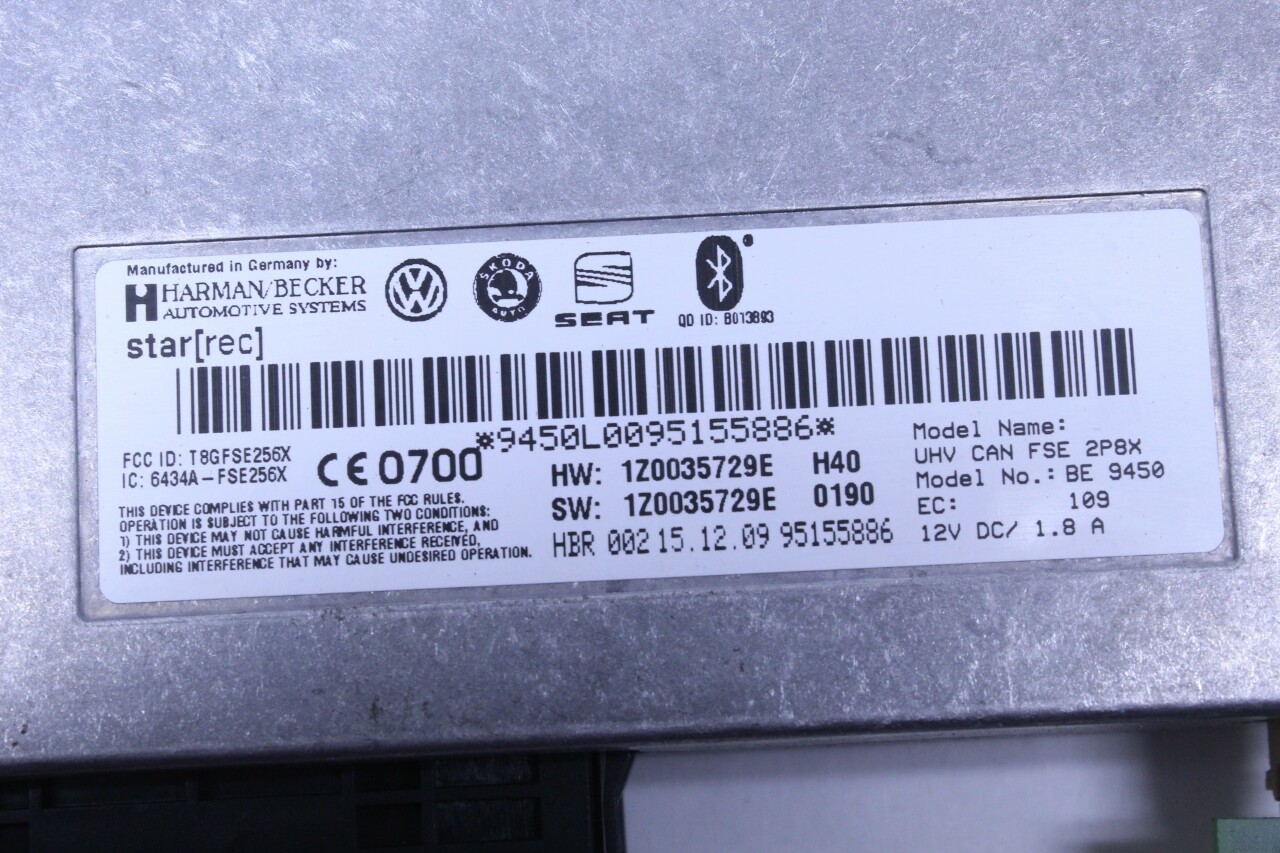 Manufactured in Germany by:
HARMAN/BECKER
AUTOMOTIVE SYSTEMS
star[rec]
ŠKODA
AUTO
SEAT
QD ID: B013893
*9450L0095155886*
FCC ID: T8GFSE256X
IC: 6434A-FSE256X
CE 0700
THIS DEVICE COMPLIES WITH PART 15 OF THE FCC RULES.
OPERATION IS SUBJECT TO THE FOLLOWING TWO CONDITIONS:
1) THIS DEVICE MAY NOT CAUSE HARMFUL INTERFERENCE, AND
2) THIS DEVICE MUST ACCEPT ANY INTERFERENCE RECEIVED,
INCLUDING INTERFERENCE THAT MAY CAUSE UNDESIRED OPERATION.
HW: 1Z0035729E H40
SW: 1Z0035729E 0190
HBR 002 15.12.09 95155886
Model Name:
UHV CAN FSE 2P8X
Model No.: BE 9450
EC: 109
12V DC/ 1.8 A